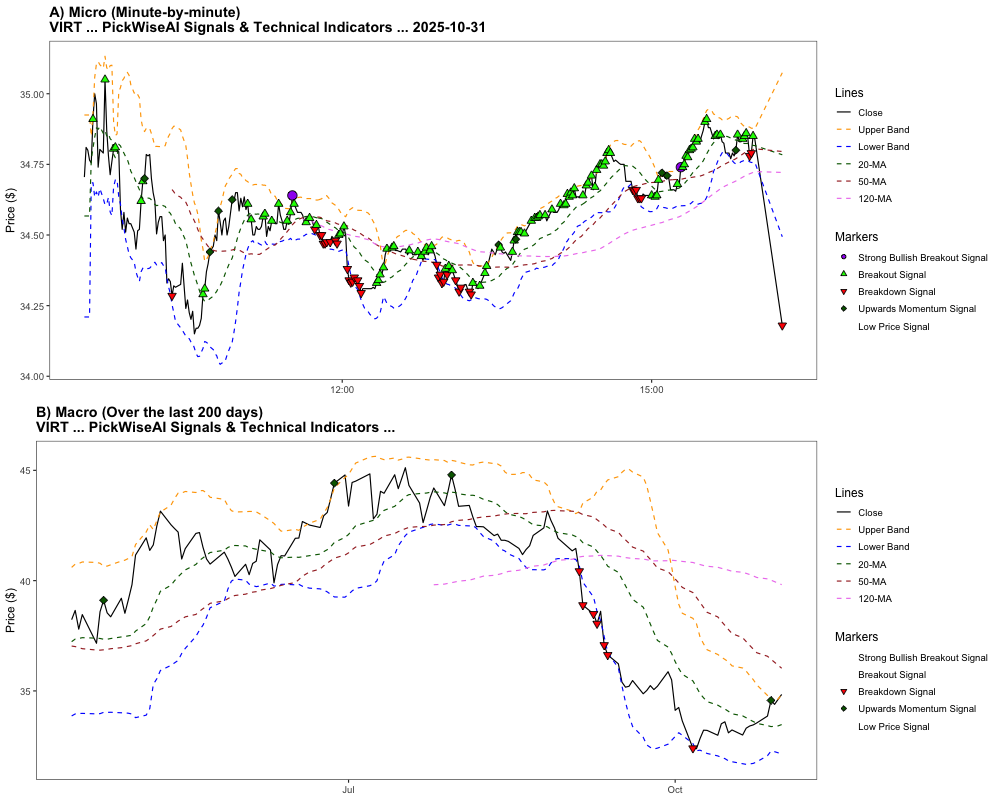 A) Micro (Minute-by-minute)
VIRT ... PickWiseAI Signals & Technical Indicators ... 2025-10-31
Price ($)
35.00
34.75
34.50
34.25
34.00
12:00
15:00
Lines
Close
Upper Band
Lower Band
20-MA
50-MA
120-MA
Markers
Strong Bullish Breakout Signal
Breakout Signal
Breakdown Signal
Upwards Momentum Signal
Low Price Signal
B) Macro (Over the last 200 days)
VIRT ... PickWiseAI Signals & Technical Indicators ...
Price ($)
45
40
35
Jul
Oct
Lines
Close
Upper Band
Lower Band
20-MA
50-MA
120-MA
Markers
Strong Bullish Breakout Signal
Breakout Signal
Breakdown Signal
Upwards Momentum Signal
Low Price Signal